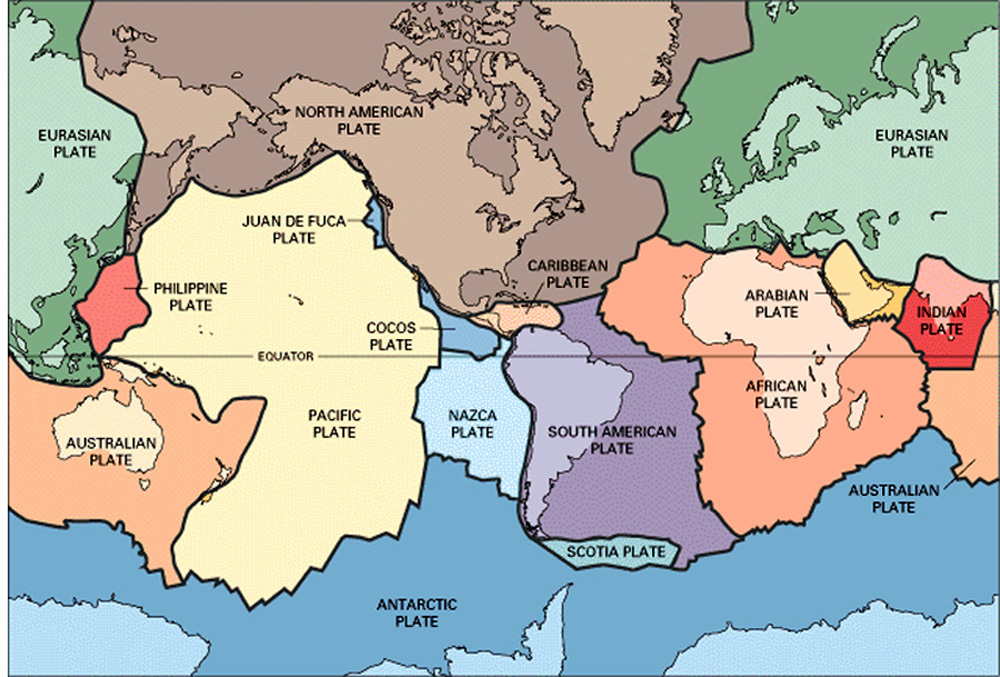 NORTH AMERICAN
PLATE
EURASIAN
PLATE
EURASIAN
PLATE
JUAN DE FUCA
PLATE
CARIBBEAN
PLATE
PHILIPPINE
PLATE
ARABIAN
PLATE
INDIAN
PLATE
COCOS
PLATE
EQUATOR
AFRICAN
PLATE
PACIFIC
PLATE
NAZCA
PLATE
SOUTH AMERICAN
PLATE
AUSTRALIAN
PLATE
AUSTRALIAN
PLATE
SCOTIA PLATE
ANTARCTIC
PLATE